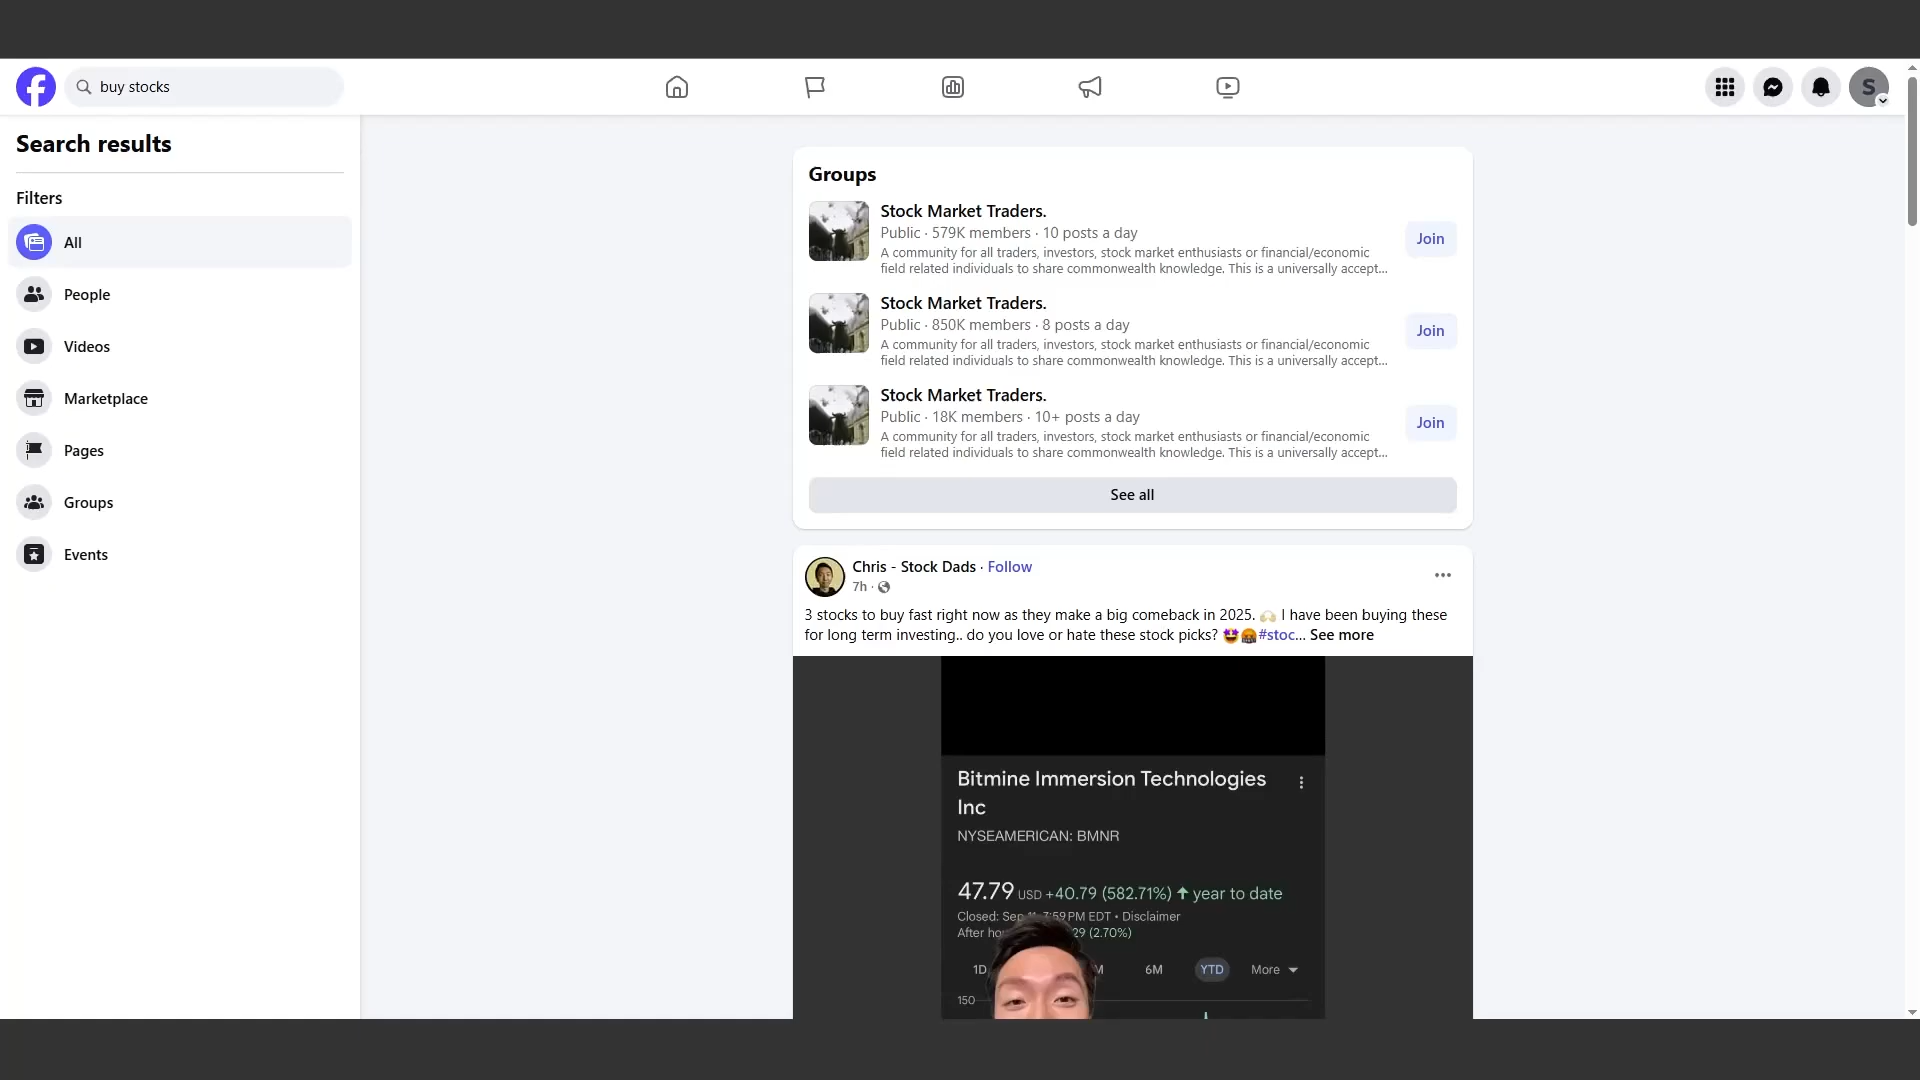 buy stocks
S
Search results
Filters
All
People
Videos
Marketplace
Pages
Groups
Events
Groups
Stock Market Traders.
Public · 579K members · 10 posts a day
A community for all traders, investors, stock market enthusiasts or financial/economic
field related individuals to share commonwealth knowledge. This is a universally accept...
Join
Stock Market Traders.
Public · 850K members · 8 posts a day
A community for all traders, investors, stock market enthusiasts or financial/economic
field related individuals to share commonwealth knowledge. This is a universally accept...
Join
Stock Market Traders.
Public · 18K members · 10+ posts a day
A community for all traders, investors, stock market enthusiasts or financial/economic
field related individuals to share commonwealth knowledge. This is a universally accept...
Join
See all
Chris - Stock Dads · Follow
7h ·
3 stocks to buy fast right now as they make a big comeback in 2025. 🙌🏻 I have been buying these
for long term investing.. do you love or hate these stock picks? 🤩🤬#stoc... See more
Bitmine Immersion Technologies
Inc
NYSEAMERICAN: BMNR
47.79 USD +40.79 (582.71%) ↑ year to date
Closed: Sep 7:59 PM EDT • Disclaimer
After 29 (2.70%)
1D M 6M YTD More
150